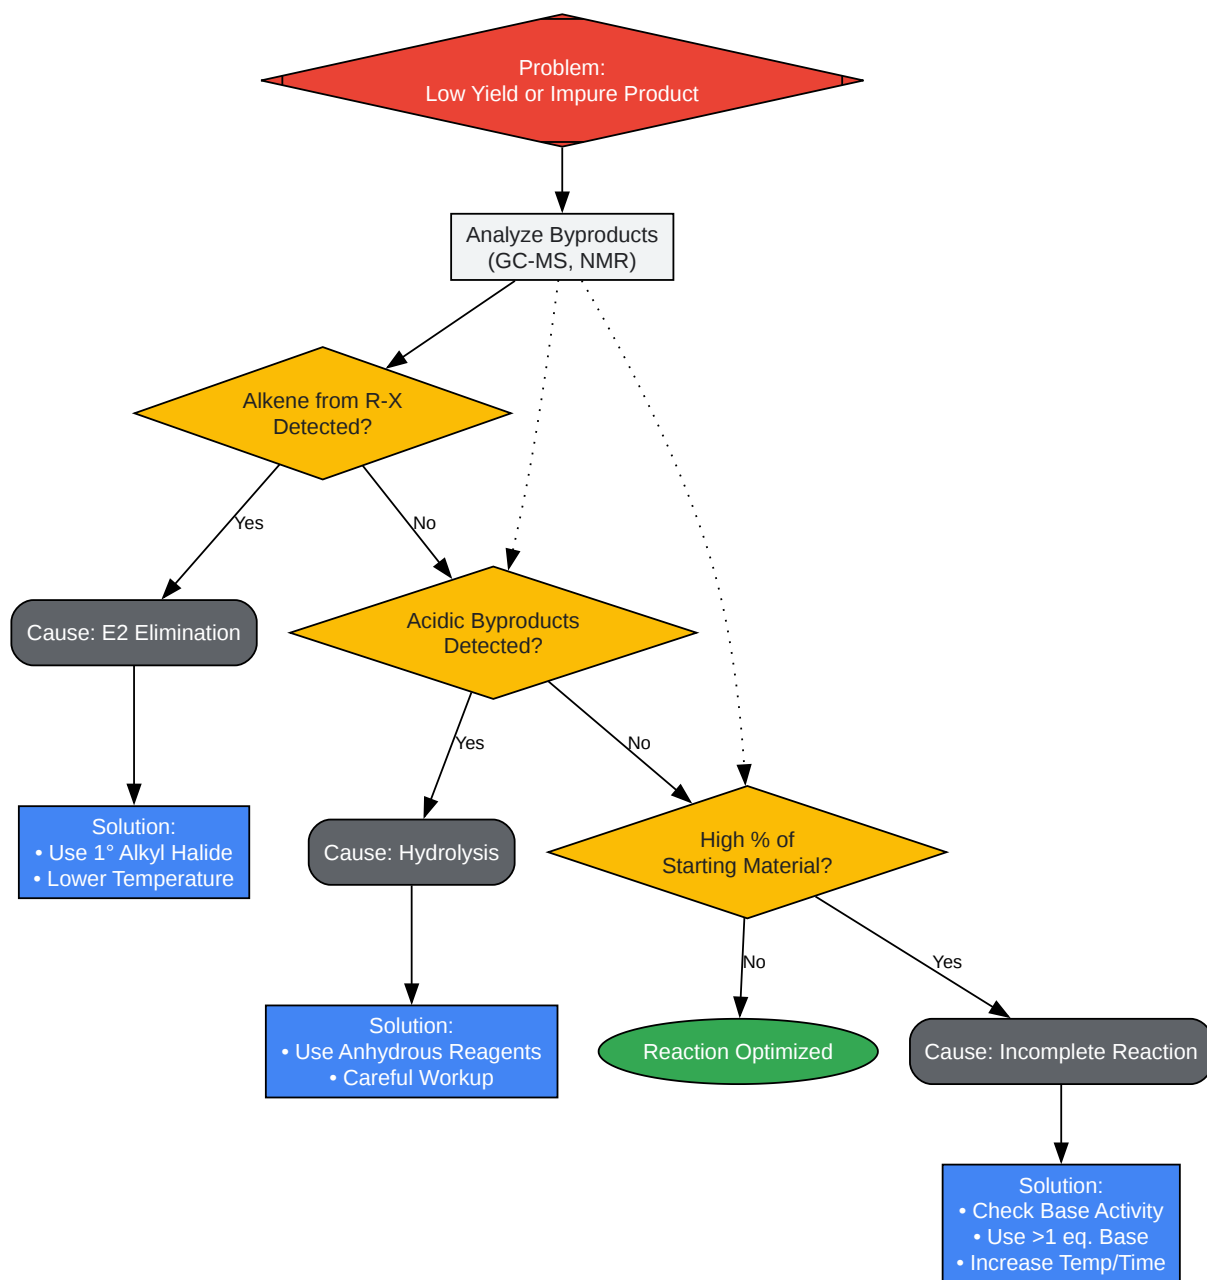 Problem:
Low Yield or Impure Product
Analyze Byproducts
(GC-MS, NMR)
Alkene from R-X
Detected?
Yes
No
Cause: E2 Elimination
Acidic Byproducts
Detected?
Yes
No
Solution:
• Use 1° Alkyl Halide
• Lower Temperature
Cause: Hydrolysis
High % of
Starting Material?
No
Yes
Solution:
• Use Anhydrous Reagents
• Careful Workup
Reaction Optimized
Cause: Incomplete Reaction
Solution:
• Check Base Activity
• Use >1 eq. Base
• Increase Temp/Time